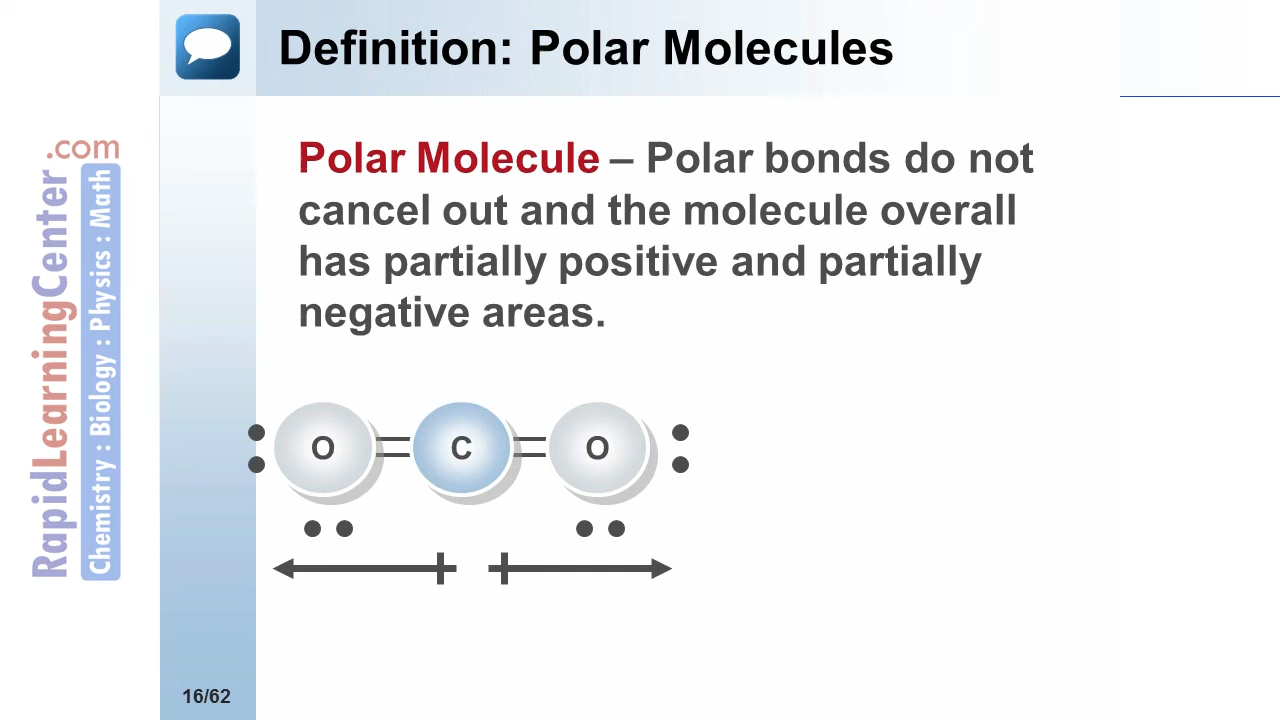 Definition: Polar Molecules
.com
RapidLearningCenter
Chemistry : Biology : Physics : Math
Polar Molecule – Polar bonds do not
cancel out and the molecule overall
has partially positive and partially
negative areas.
O C O
16/62